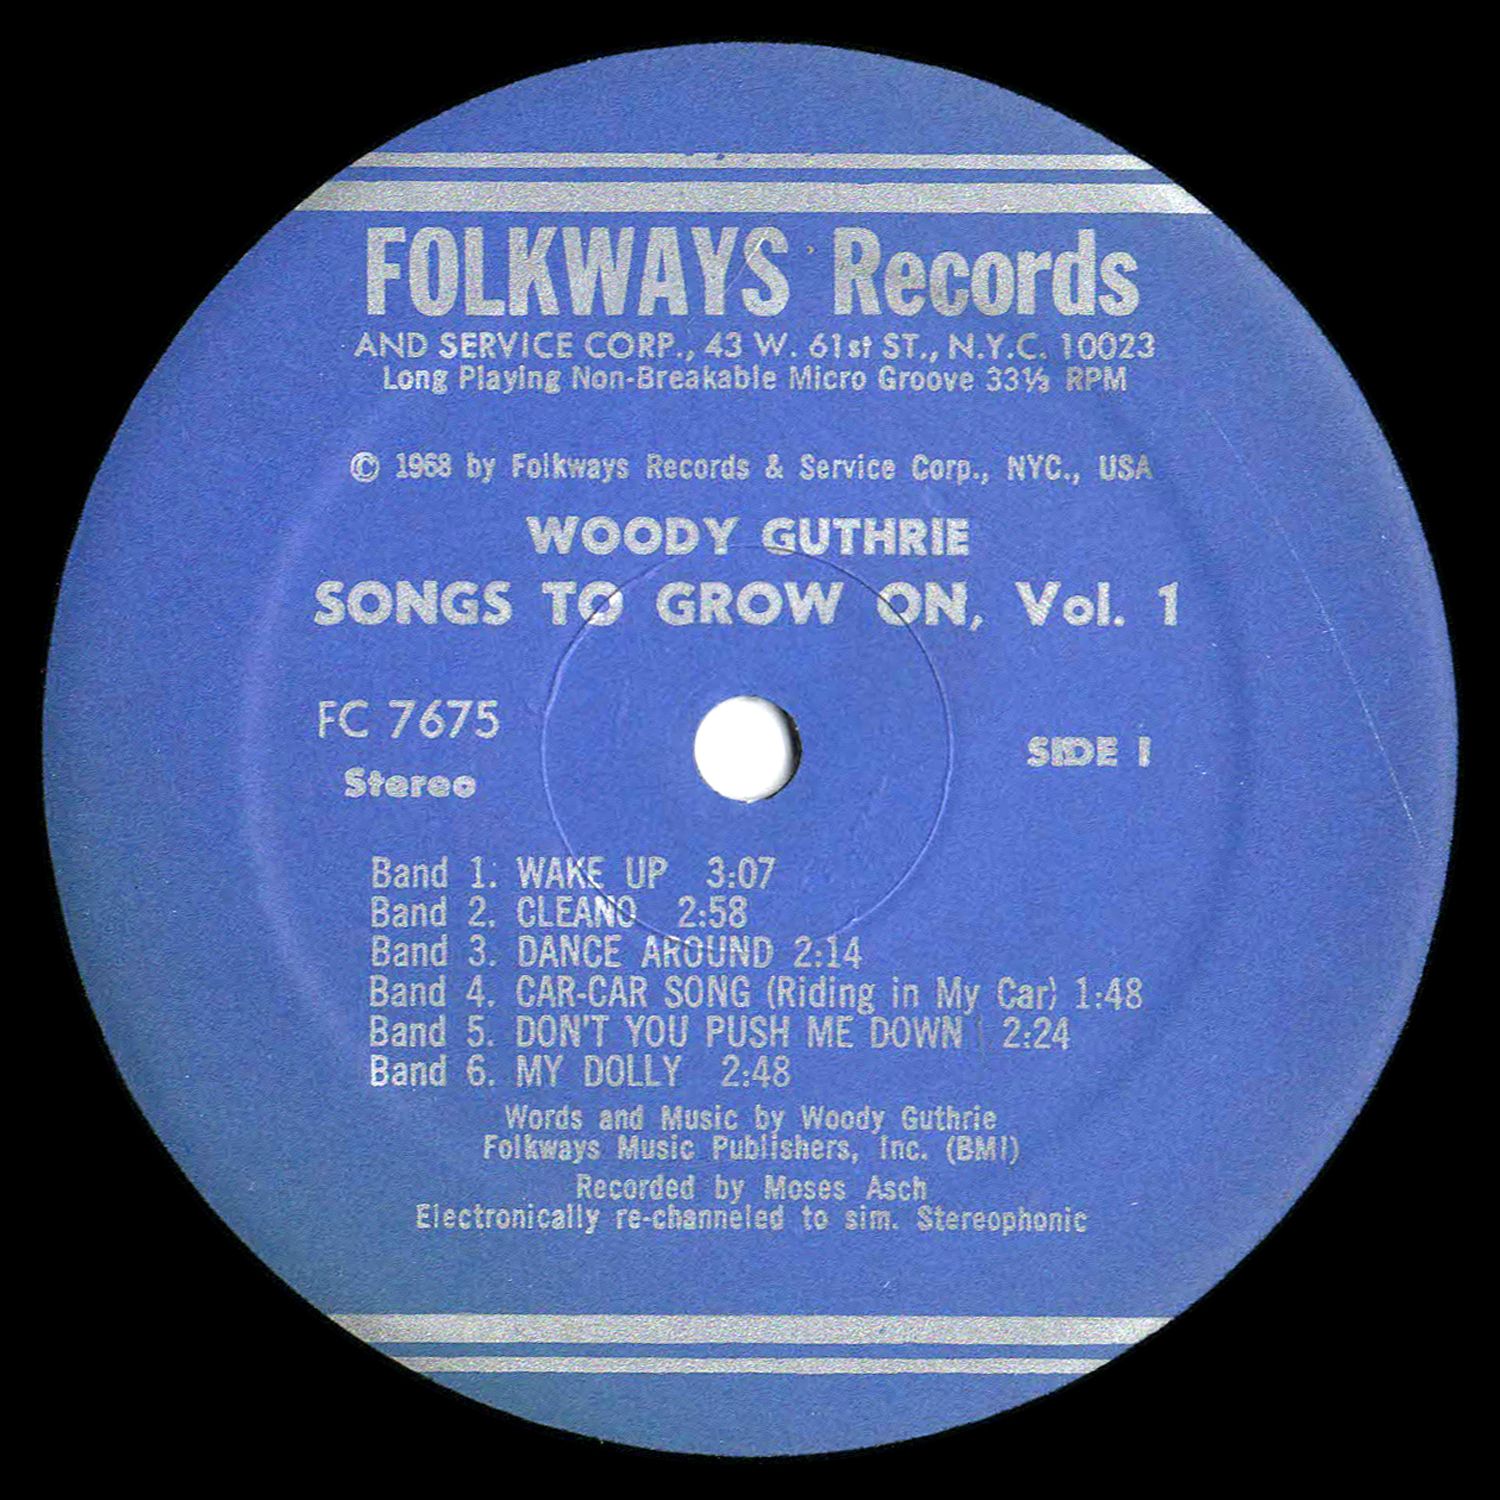 FOLKWAYS Records
AND SERVICE CORP., 43 W. 61st ST., N.Y.C. 10023
Long Playing Non-Breakable Micro Groove 33⅓ RPM
© 1968 by Folkways Records & Service Corp., NYC., USA
WOODY GUTHRIE
SONGS TO GROW ON, Vol. 1
FC 7675
Stereo
SIDE I
Band 1. WAKE UP 3:07
Band 2. CLEANO 2:58
Band 3. DANCE AROUND 2:14
Band 4. CAR-CAR SONG (Riding in My Car) 1:48
Band 5. DON'T YOU PUSH ME DOWN 2:24
Band 6. MY DOLLY 2:48
Words and Music by Woody Guthrie
Folkways Music Publishers, Inc. (BMI)
Recorded by Moses Asch
Electronically re-channeled to sim. Stereophonic